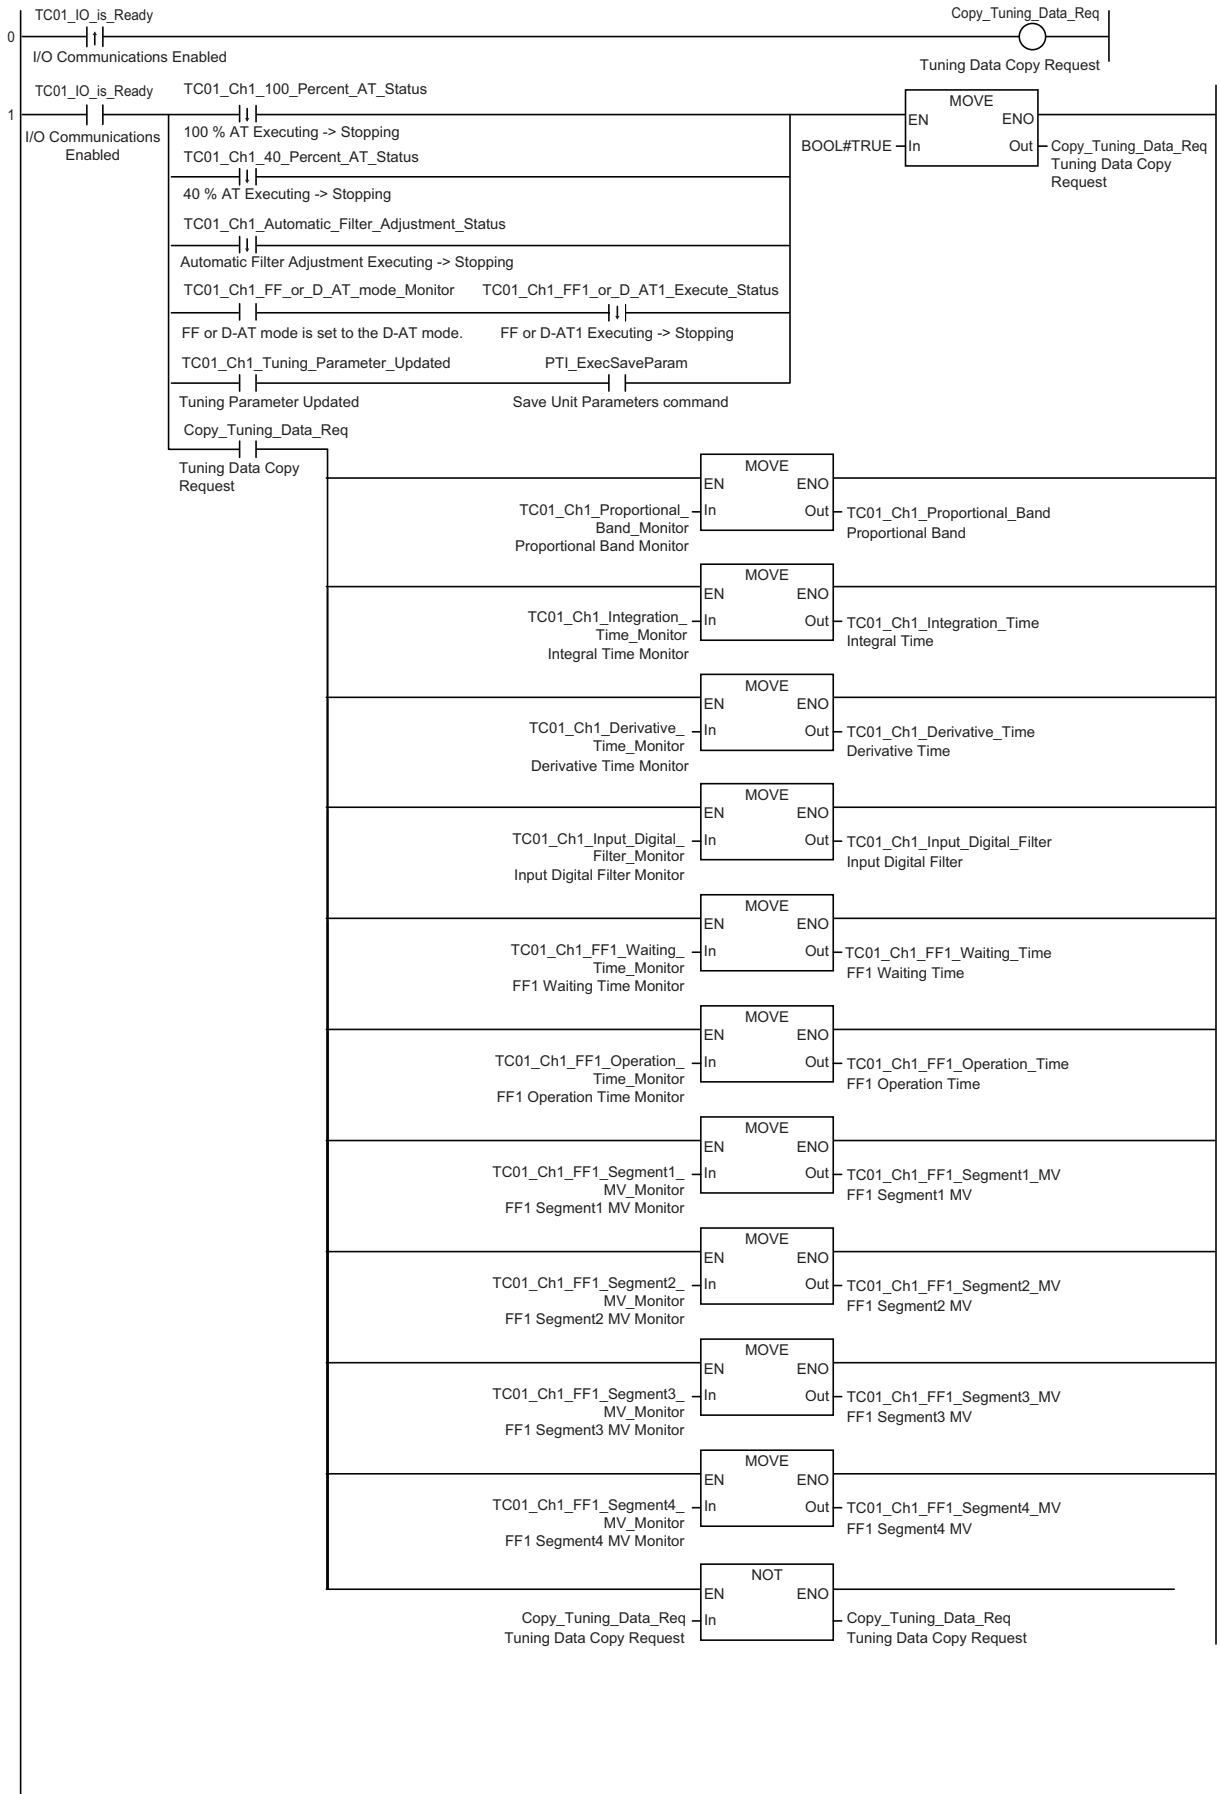 TC01_IO_is_Ready
Copy_Tuning_Data_Req
0
I/O Communications Enabled
Tuning Data Copy Request
TC01_IO_is_Ready
TC01_Ch1_100_Percent_AT_Status
MOVE
1
EN
ENO
I/O Communications
Enabled
100 % AT Executing -> Stopping
BOOL#TRUE
In
Out
Copy_Tuning_Data_Req
Tuning Data Copy
Request
TC01_Ch1_40_Percent_AT_Status
40 % AT Executing -> Stopping
TC01_Ch1_Automatic_Filter_Adjustment_Status
Automatic Filter Adjustment Executing -> Stopping
TC01_Ch1_FF_or_D_AT_mode_Monitor
TC01_Ch1_FF1_or_D_AT1_Execute_Status
FF or D-AT mode is set to the D-AT mode.
FF or D-AT1 Executing -> Stopping
TC01_Ch1_Tuning_Parameter_Updated
PTI_ExecSaveParam
Tuning Parameter Updated
Save Unit Parameters command
Copy_Tuning_Data_Req
Tuning Data Copy
Request
MOVE
EN
ENO
TC01_Ch1_Proportional_
Band_Monitor
Proportional Band Monitor
In
Out
TC01_Ch1_Proportional_Band
Proportional Band
MOVE
EN
ENO
TC01_Ch1_Integration_
Time_Monitor
Integral Time Monitor
In
Out
TC01_Ch1_Integration_Time
Integral Time
MOVE
EN
ENO
TC01_Ch1_Derivative_
Time_Monitor
Derivative Time Monitor
In
Out
TC01_Ch1_Derivative_Time
Derivative Time
MOVE
EN
ENO
TC01_Ch1_Input_Digital_
Filter_Monitor
Input Digital Filter Monitor
In
Out
TC01_Ch1_Input_Digital_Filter
Input Digital Filter
MOVE
EN
ENO
TC01_Ch1_FF1_Waiting_
Time_Monitor
FF1 Waiting Time Monitor
In
Out
TC01_Ch1_FF1_Waiting_Time
FF1 Waiting Time
MOVE
EN
ENO
TC01_Ch1_FF1_Operation_
Time_Monitor
FF1 Operation Time Monitor
In
Out
TC01_Ch1_FF1_Operation_Time
FF1 Operation Time
MOVE
EN
ENO
TC01_Ch1_FF1_Segment1_
MV_Monitor
FF1 Segment1 MV Monitor
In
Out
TC01_Ch1_FF1_Segment1_MV
FF1 Segment1 MV
MOVE
EN
ENO
TC01_Ch1_FF1_Segment2_
MV_Monitor
FF1 Segment2 MV Monitor
In
Out
TC01_Ch1_FF1_Segment2_MV
FF1 Segment2 MV
MOVE
EN
ENO
TC01_Ch1_FF1_Segment3_
MV_Monitor
FF1 Segment3 MV Monitor
In
Out
TC01_Ch1_FF1_Segment3_MV
FF1 Segment3 MV
MOVE
EN
ENO
TC01_Ch1_FF1_Segment4_
MV_Monitor
FF1 Segment4 MV Monitor
In
Out
TC01_Ch1_FF1_Segment4_MV
FF1 Segment4 MV
NOT
EN
ENO
Copy_Tuning_Data_Req
Tuning Data Copy Request
In
Copy_Tuning_Data_Req
Tuning Data Copy Request